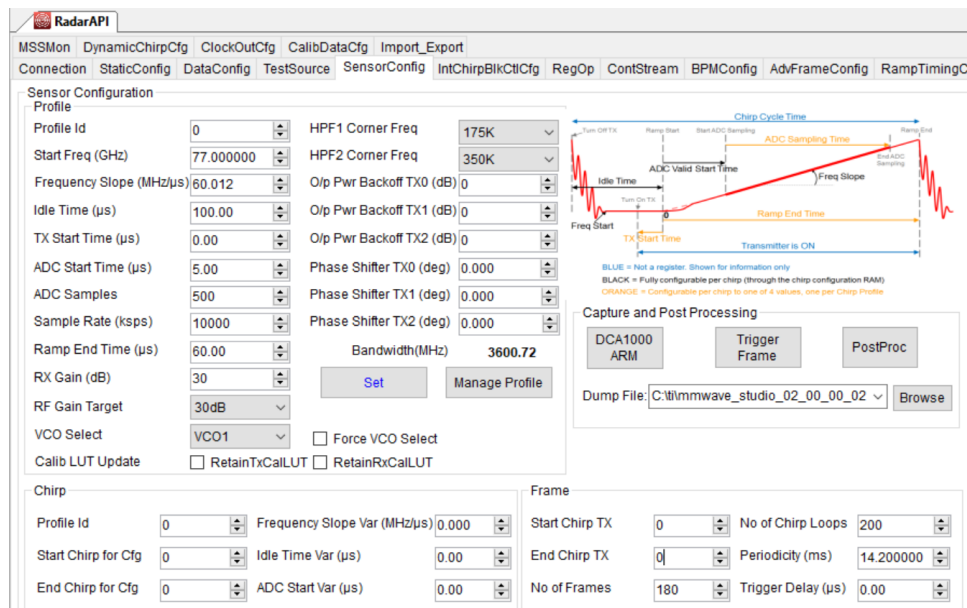 RadarAPI
MSSMon DynamicChirpCfg ClockOutCfg CalibDataCfg Import_Export
Connection StaticConfig DataConfig TestSource SensorConfig IntChirpBlkCtlCfg RegOp ContStream BPMConfig AdvFrameConfig RampTimingC
Sensor Configuration
Profile
Profile Id 0
Start Freq (GHz) 77.000000
Frequency Slope (MHz/µs) 60.012
Idle Time (µs) 100.00
TX Start Time (µs) 0.00
ADC Start Time (µs) 5.00
ADC Samples 500
Sample Rate (ksps) 10000
Ramp End Time (µs) 60.00
RX Gain (dB) 30
RF Gain Target 30dB
VCO Select VCO1
Force VCO Select
Calib LUT Update RetainTxCalLUT RetainRxCalLUT
HPF1 Corner Freq 175K
HPF2 Corner Freq 350K
O/p Pwr Backoff TX0 (dB) 0
O/p Pwr Backoff TX1 (dB) 0
O/p Pwr Backoff TX2 (dB) 0
Phase Shifter TX0 (deg) 0.000
Phase Shifter TX1 (deg) 0.000
Phase Shifter TX2 (deg) 0.000
Bandwidth(MHz) 3600.72
Set Manage Profile
Chirp Cycle Time
Turn Off TX Ramp Start Start ADC Sampling Ramp End
ADC Sampling Time
End ADC
Sampling
ADC Valid Start Time
Idle Time
Freq Slope
Turn On TX
0
Ramp End Time
Freq Start
TX Start Time
Transmitter is ON
BLUE = Not a register. Shown for information only
BLACK = Fully configurable per chirp (through the chirp configuration RAM)
ORANGE = Configurable per chirp to one of 4 values, one per Chirp Profile
Capture and Post Processing
DCA1000
ARM
Trigger
Frame
PostProc
Dump File: C:\ti\mmwave_studio_02_00_00_02 Browse
Chirp
Profile Id 0 Frequency Slope Var (MHz/µs) 0.000
Start Chirp for Cfg 0 Idle Time Var (µs) 0.00
End Chirp for Cfg 0 ADC Start Var (µs) 0.00
Frame
Start Chirp TX 0 No of Chirp Loops 200
End Chirp TX 0 Periodicity (ms) 14.200000
No of Frames 180 Trigger Delay (µs) 0.00